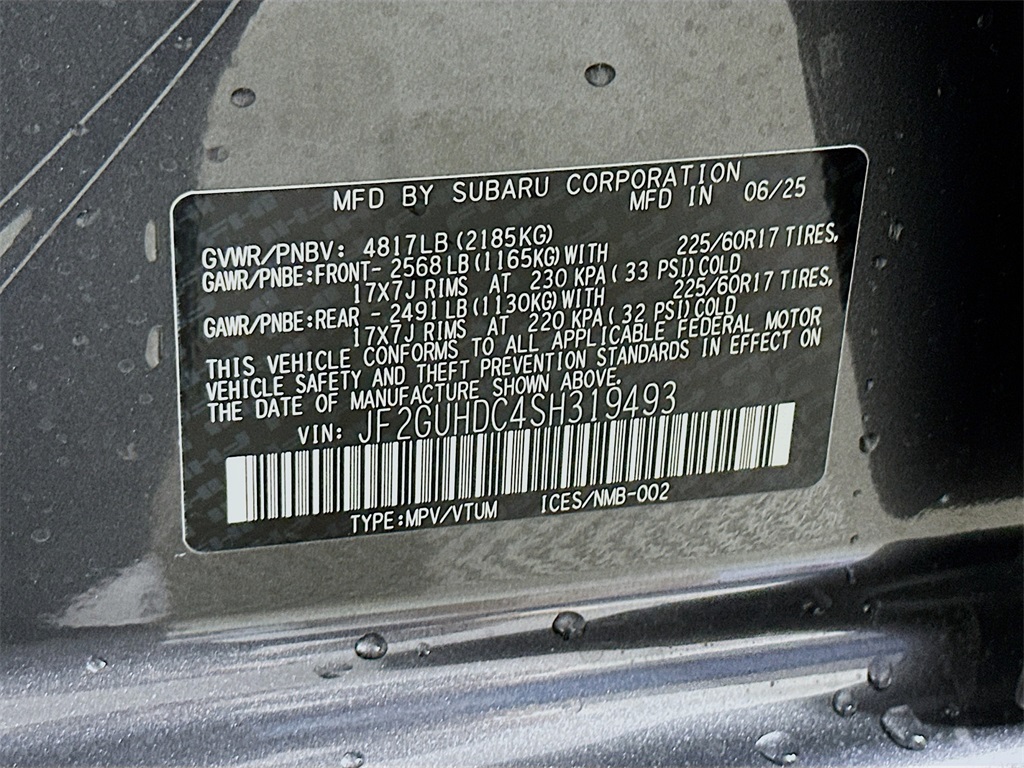 MFD BY SUBARU CORPORATION
MFD IN 06/25
GVWR/PNBV: 4817LB (2185KG)
GAWR/PNBE:FRONT- 2568 LB (1165KG) WITH 225/60R17 TIRES,
17X7J RIMS AT 230 KPA ( 33 PSI) COLD
GAWR/PNBE:REAR - 2491 LB (1130KG) WITH 225/60R17 TIRES,
17X7J RIMS AT 220 KPA ( 32 PSI) COLD
THIS VEHICLE CONFORMS TO ALL APPLICABLE FEDERAL MOTOR
VEHICLE SAFETY AND THEFT PREVENTION STANDARDS IN EFFECT ON
THE DATE OF MANUFACTURE SHOWN ABOVE.
VIN: JF2GUHDC4SH319493
TYPE:MPV/VTUM ICES/NMB-002